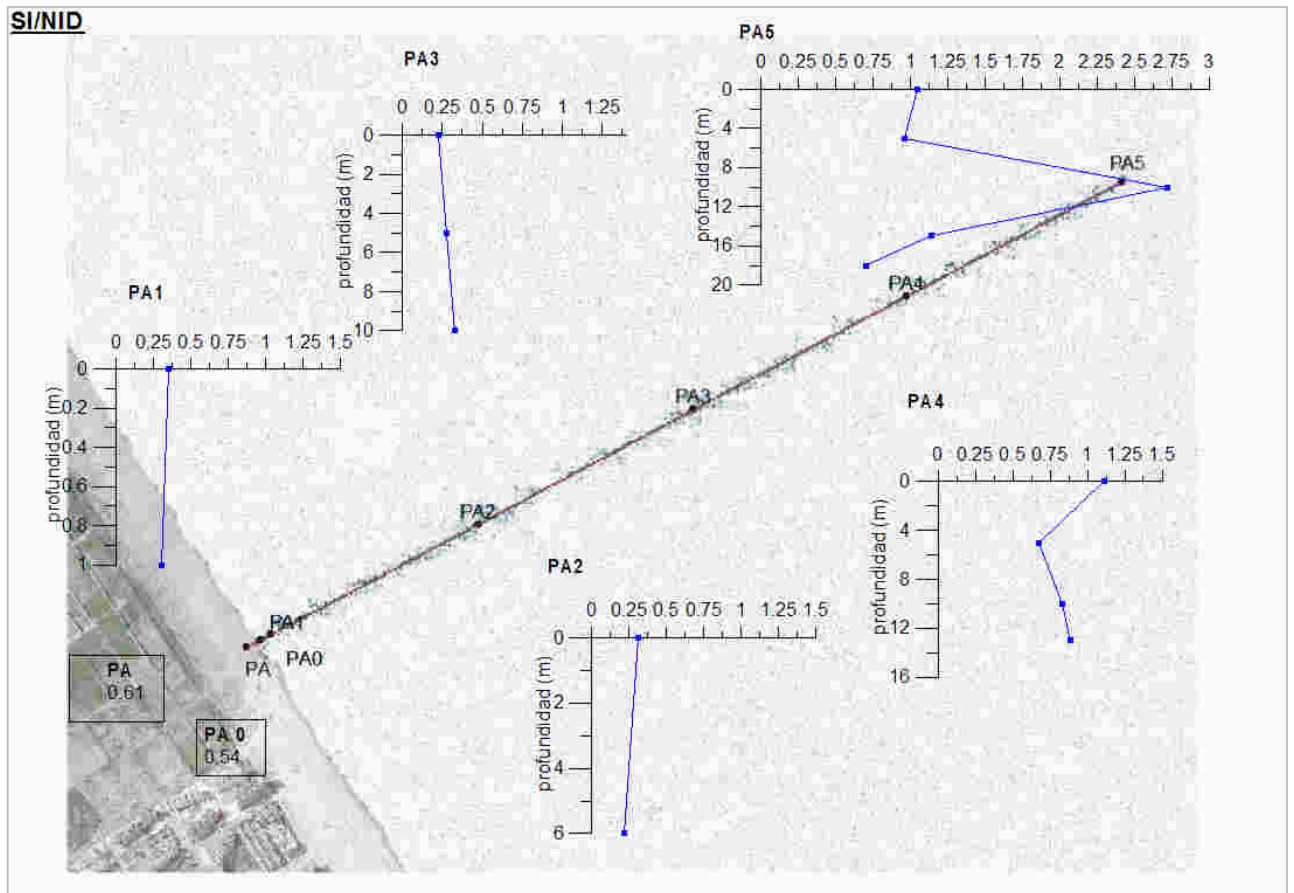 SI/NID
PA5
0 0.25 0.5 0.75 1 1.25 1.5 1.75 2 2.25 2.5 2.75 3
0
4
8
12
16
20
profundidad (m)
PA3
0 0.25 0.5 0.75 1 1.25
0
2
4
6
8
10
profundidad (m)
PA1
0 0.25 0.5 0.75 1 1.25 1.5
0
0.2
0.4
0.6
0.8
1
profundidad (m)
PA5
PA4
PA3
PA2
PA1
PA0
PA
PA4
0 0.25 0.5 0.75 1 1.25 1.5
0
4
8
12
16
profundidad (m)
PA2
0 0.25 0.5 0.75 1 1.25 1.5
0
2
4
6
profundidad (m)
PA
0.61
PA 0
0.54